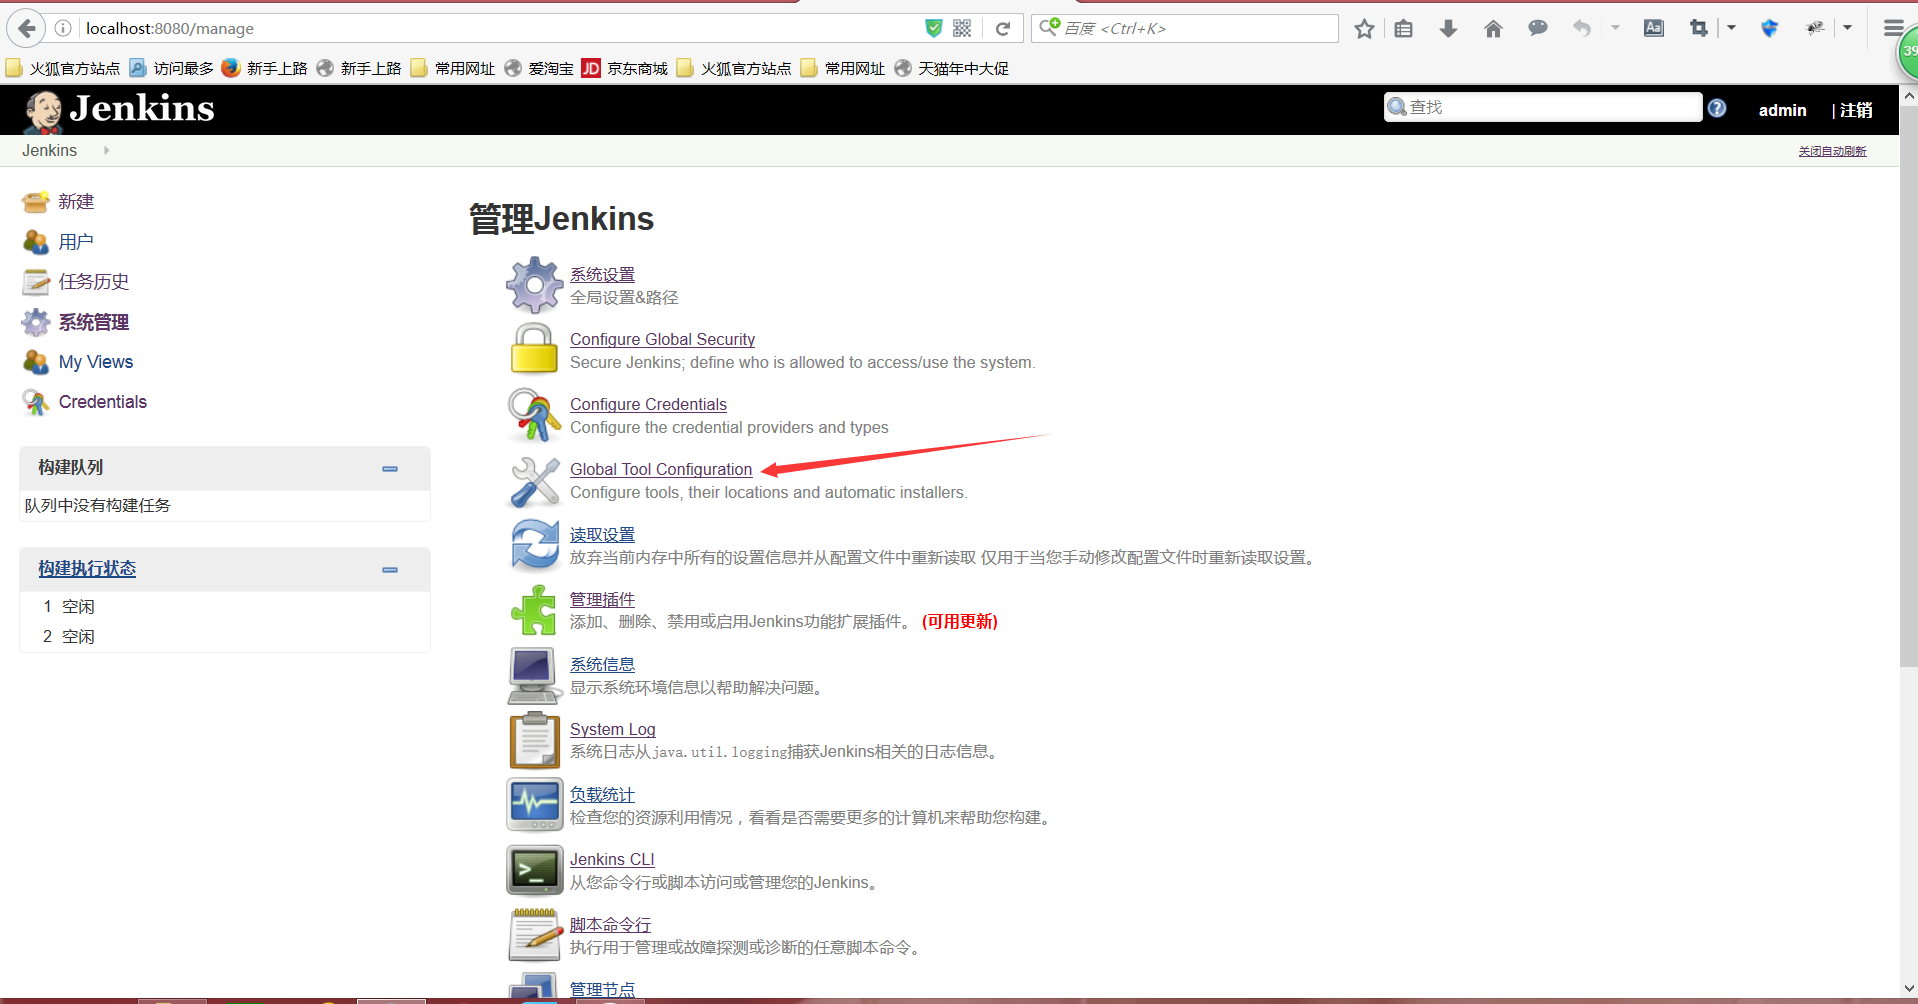 localhost:8080/manage
百度 <Ctrl+K>
39
火狐官方站点 访问最多 新手上路 新手上路 常用网址 爱淘宝 JD 京东商城 火狐官方站点 常用网址 天猫年中大促
Jenkins
查找
admin
| 注销
Jenkins
关闭自动刷新
新建
用户
任务历史
系统管理
My Views
Credentials
构建队列
队列中没有构建任务
构建执行状态
1 空闲
2 空闲
管理Jenkins
系统设置
全局设置&路径
Configure Global Security
Secure Jenkins; define who is allowed to access/use the system.
Configure Credentials
Configure the credential providers and types
Global Tool Configuration
Configure tools, their locations and automatic installers.
读取设置
放弃当前内存中所有的设置信息并从配置文件中重新读取 仅用于当您手动修改配置文件时重新读取设置。
管理插件
添加、删除、禁用或启用Jenkins功能扩展插件。 (可用更新)
系统信息
显示系统环境信息以帮助解决问题。
System Log
系统日志从java.util.logging捕获Jenkins相关的日志信息。
负载统计
检查您的资源利用情况，看看是否需要更多的计算机来帮助您构建。
Jenkins CLI
从您命令行或脚本访问或管理您的Jenkins。
脚本命令行
执行用于管理或故障探测或诊断的任意脚本命令。
管理节点